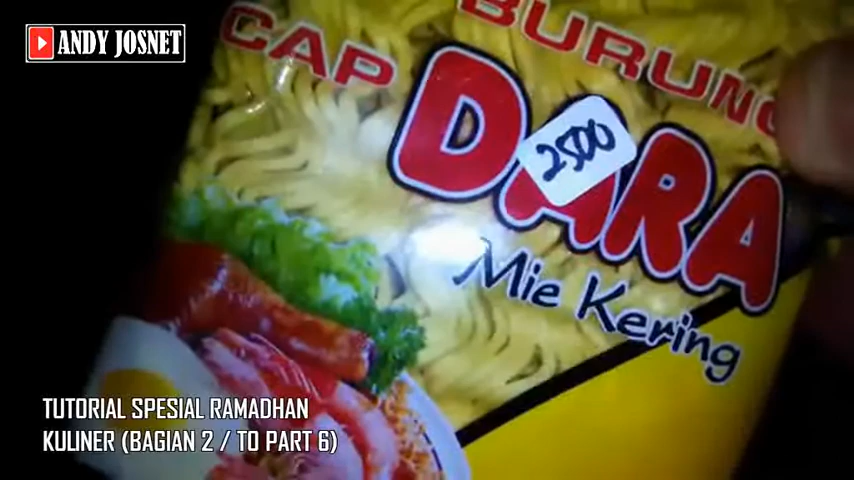 ANDY JOSNET
CAP BURUNG
DARA
2500
Mie Kering
TUTORIAL SPESIAL RAMADHAN
KULINER (BAGIAN 2 / TO PART 6)